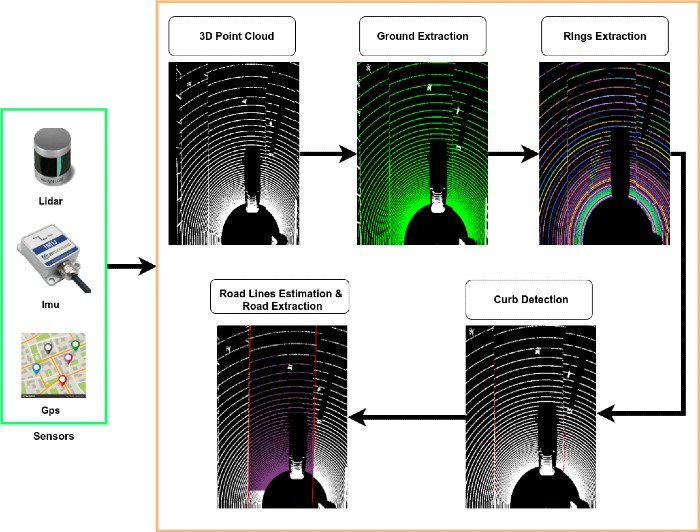 3D Point Cloud
Ground Extraction
RIngs Extraction
Lidar
IMU
Imu
Gps
Sensors
Road Lines Estimation &
Road Extraction
Curb Detection